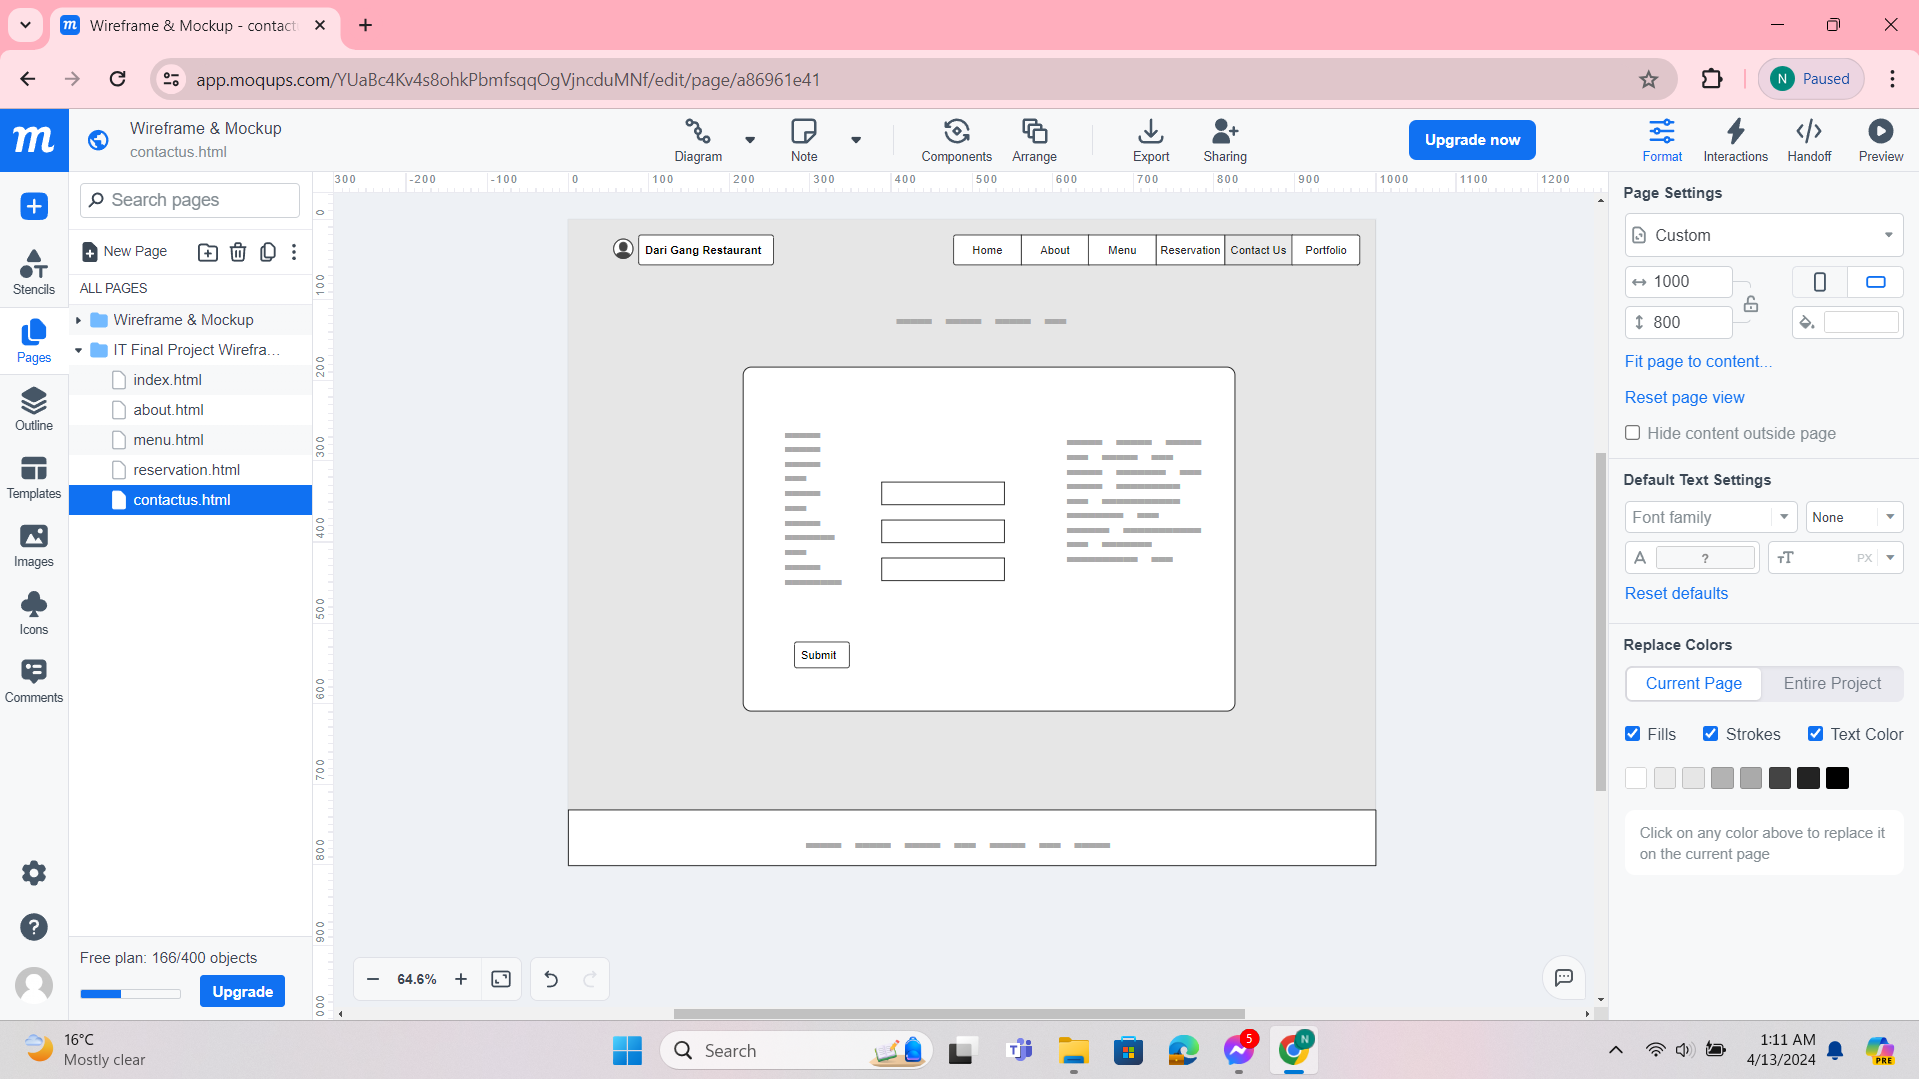 Wireframe & Mockup - contact
app.moqups.com/YUaBc4Kv4s8ohkPbmfsqqOgVjncduMNf/edit/page/a86961e41
N Paused
m
Wireframe & Mockup
contactus.html
Diagram
Note
Components
Arrange
Export
Sharing
Upgrade now
Format
Interactions
Handoff
Preview
Stencils
Pages
Outline
Templates
Images
Icons
Comments
Search pages
New Page
ALL PAGES
Wireframe & Mockup
IT Final Project Wirefra...
index.html
about.html
menu.html
reservation.html
contactus.html
Free plan: 166/400 objects
Upgrade
300 -200 -100 0 100 200 300 400 500 600 700 800 900 1000 1100 1200
0
100
200
300
400
500
600
700
800
900
000
Dari Gang Restaurant
Home About Menu Reservation Contact Us Portfolio
Submit
64.6%
Page Settings
Custom
1000
800
Fit page to content...
Reset page view
Hide content outside page
Default Text Settings
Font family
None
A ?
TT PX
Reset defaults
Replace Colors
Current Page Entire Project
Fills Strokes Text Color
Click on any color above to replace it
on the current page
16°C
Mostly clear
Search
5
N
1:11 AM
4/13/2024
PRE